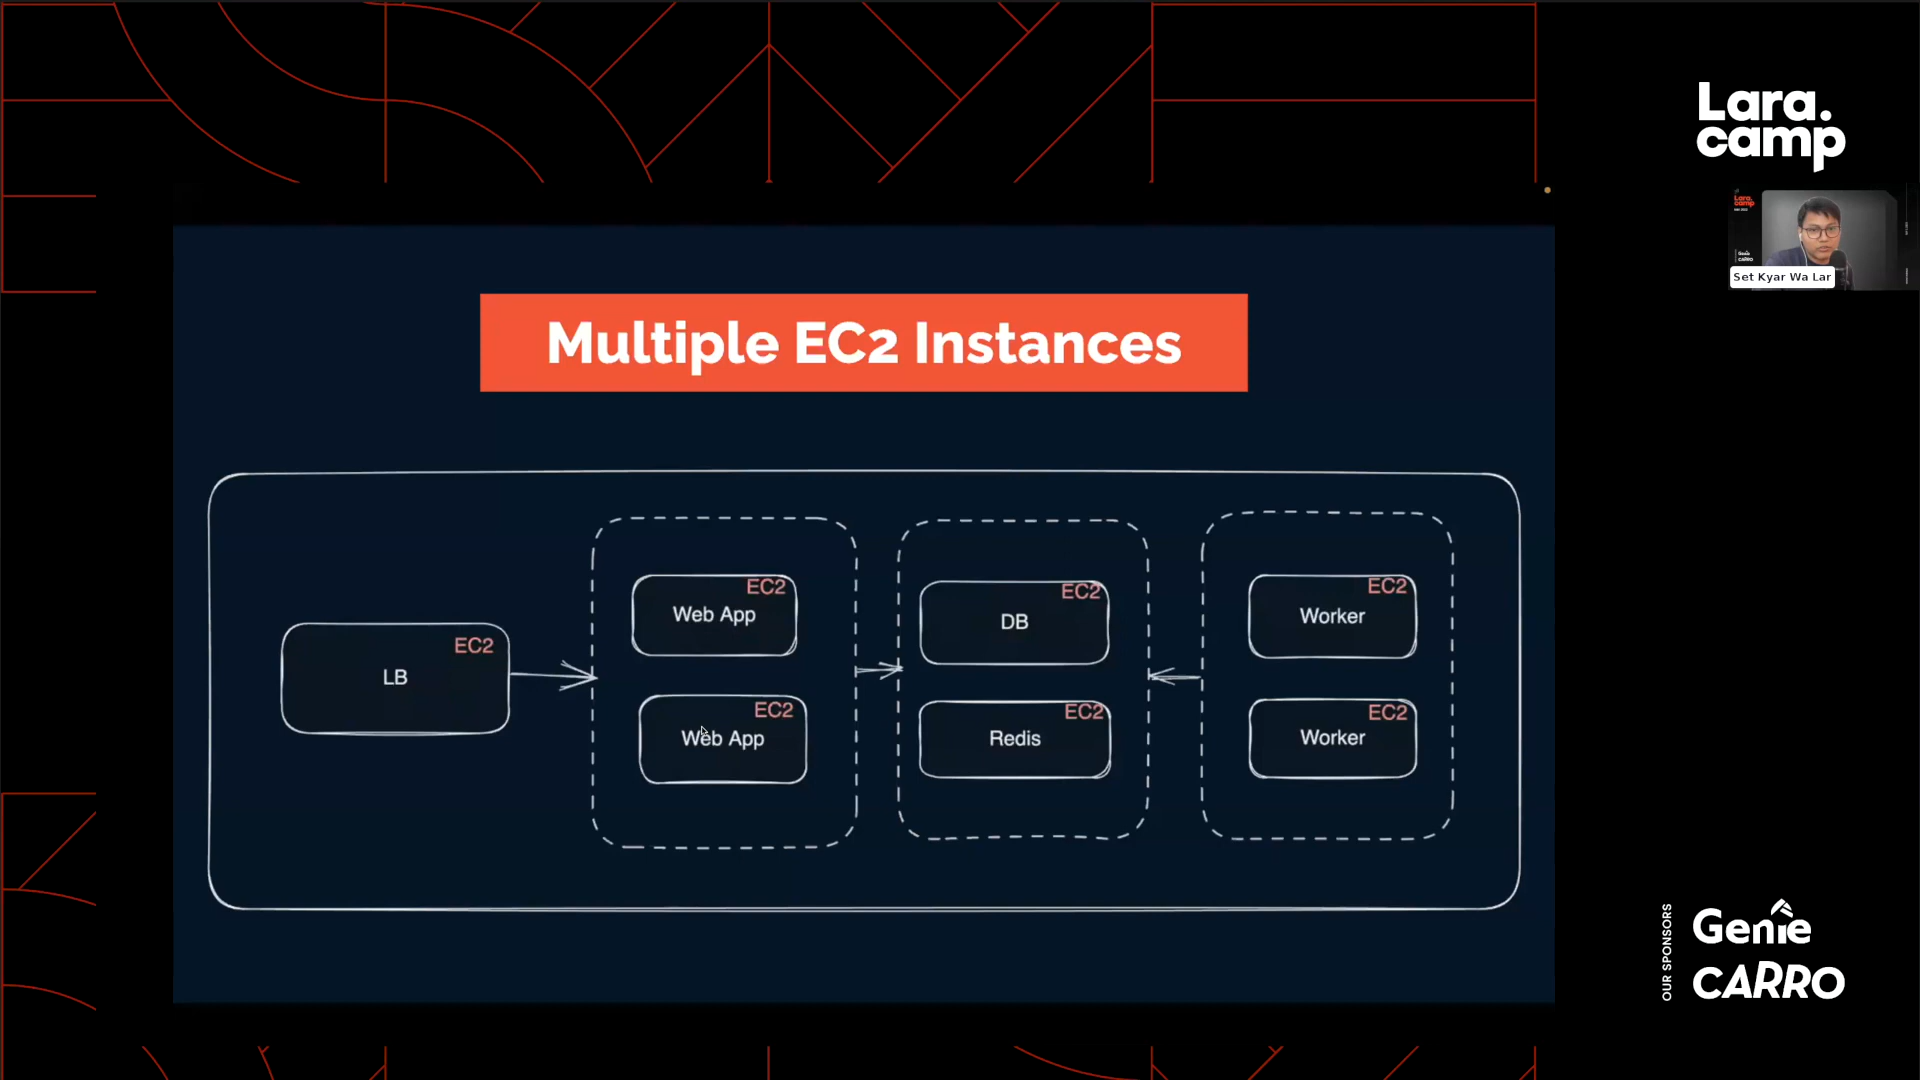 Lara.
camp
Set Kyar Wa Lar
Multiple EC2 Instances
EC2
LB
EC2
Web App
EC2
Web App
EC2
DB
EC2
Redis
EC2
Worker
EC2
Worker
OUR SPONSORS
Genie
CARRO